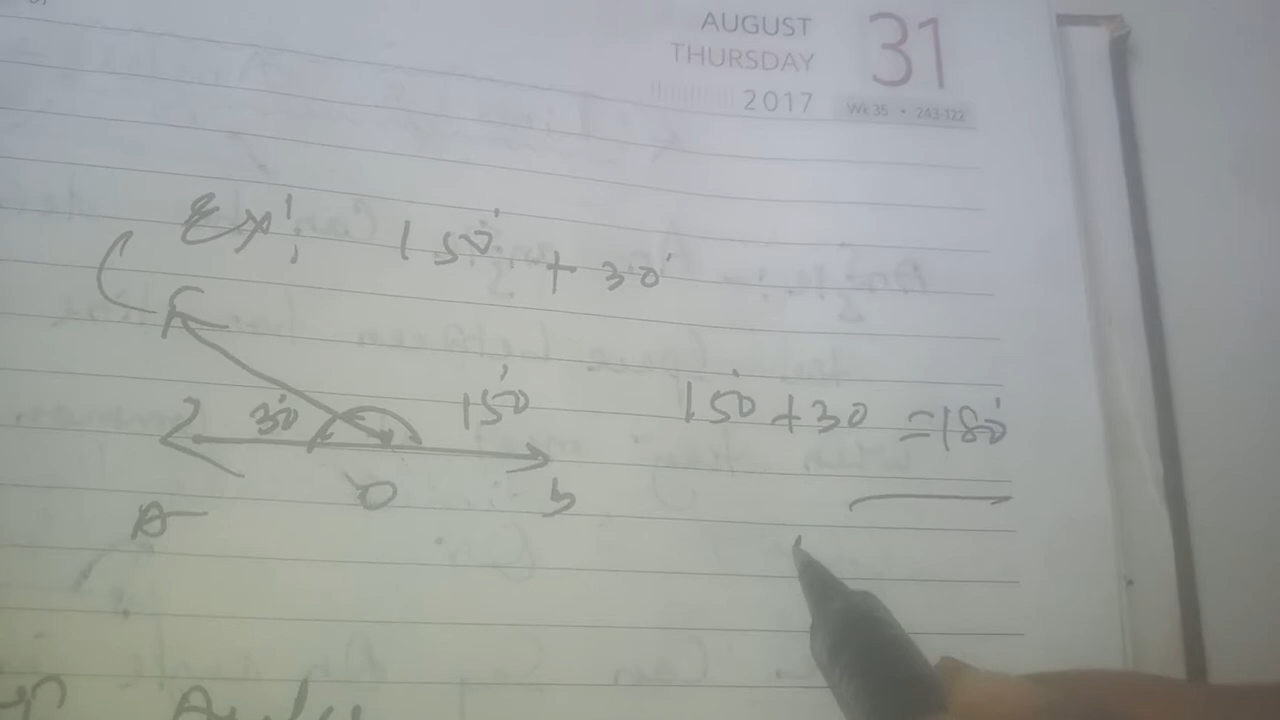 AUGUST 31
THURSDAY
2017 Wk 35 • 243-122
Ex: 150° + 30°
C
30° 150° 150° + 30 = 180°
A O B